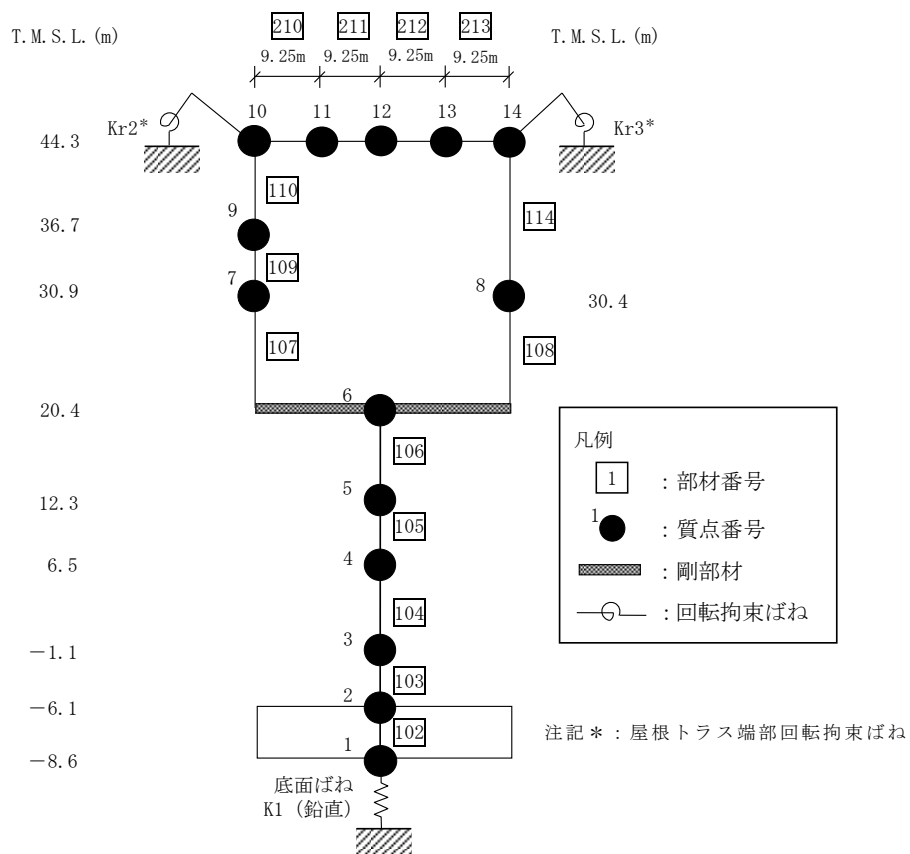 210 211 212 213
T.M.S.L.(m) T.M.S.L.(m)
9.25m 9.25m 9.25m 9.25m
10 11 12 13 14
Kr2* Kr3*
44.3
110
9 114
36.7
109
7 8
30.9 30.4
107 108
6
20.4
106
凡例
1 :部材番号
5
12.3
105
1 :質点番号
4
6.5
:剛部材
104
:回転拘束ばね
3
-1.1
103
2
-6.1
102
注記*:屋根トラス端部回転拘束ばね
1
-8.6
底面ばね
K1(鉛直)